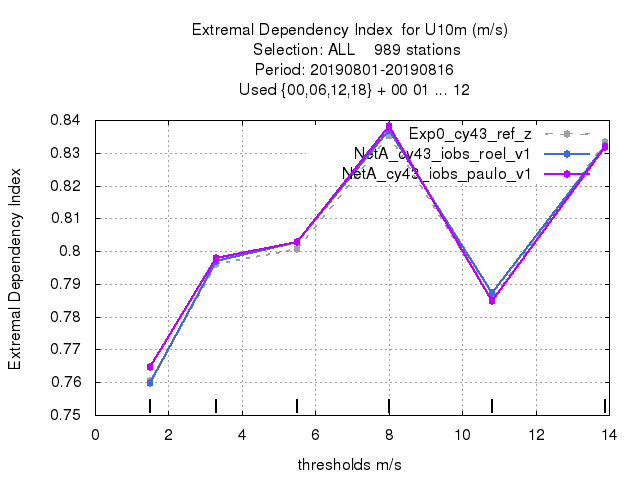 Extremal Dependency Index  for U10m (m/s)
Selection: ALL    989 stations
Period: 20190801-20190816
Used {00,06,12,18} + 00 01 ... 12
Extremal Dependency Index
0.84
0.83
0.82
0.81
0.8
0.79
0.78
0.77
0.76
0.75
Exp0_cy43_ref_z
NetA_cy43_iobs_roel_v1
NetA_cy43_iobs_paulo_v1
0 2 4 6 8 10 12 14
thresholds m/s